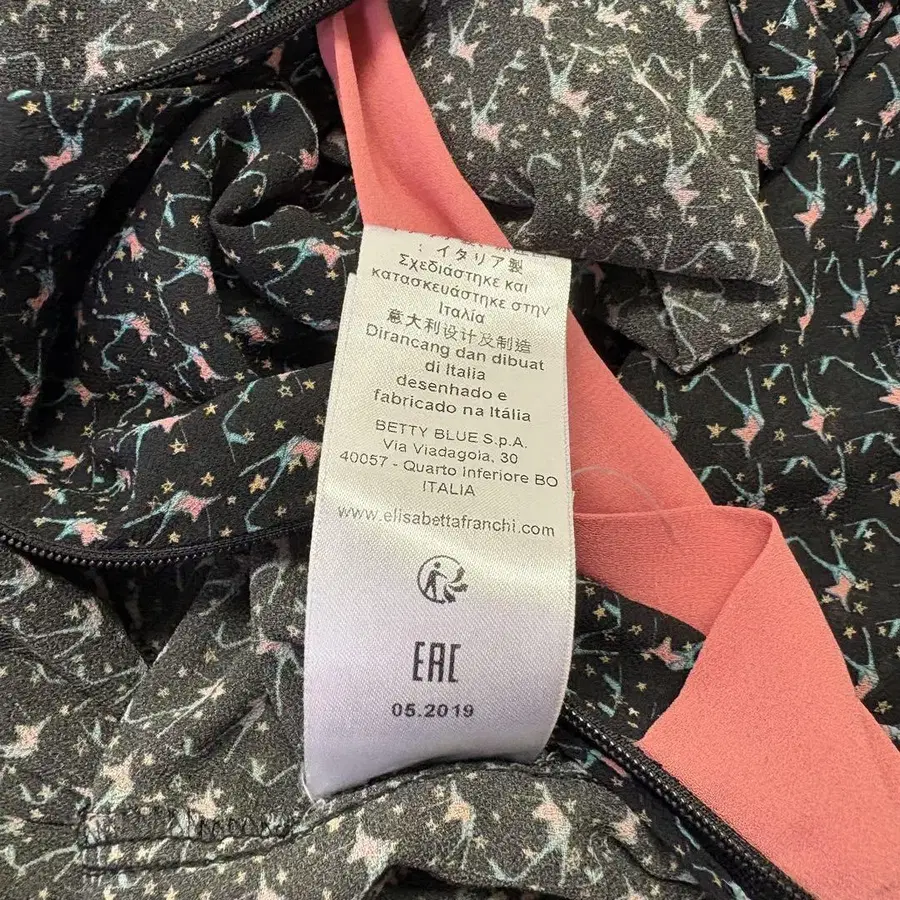 : イタリア製
Σχεδιάστηκε και
κατασκευάστηκε στην
Ιταλία
意大利设计及制造
Dirancang dan dibuat
di Italia
desenhado e
fabricado na Itália
BETTY BLUE S.p.A.
Via Viadagola, 30
40057 - Quarto Inferiore BO
ITALIA
www.elisabettafranchi.com
EAC
05.2019